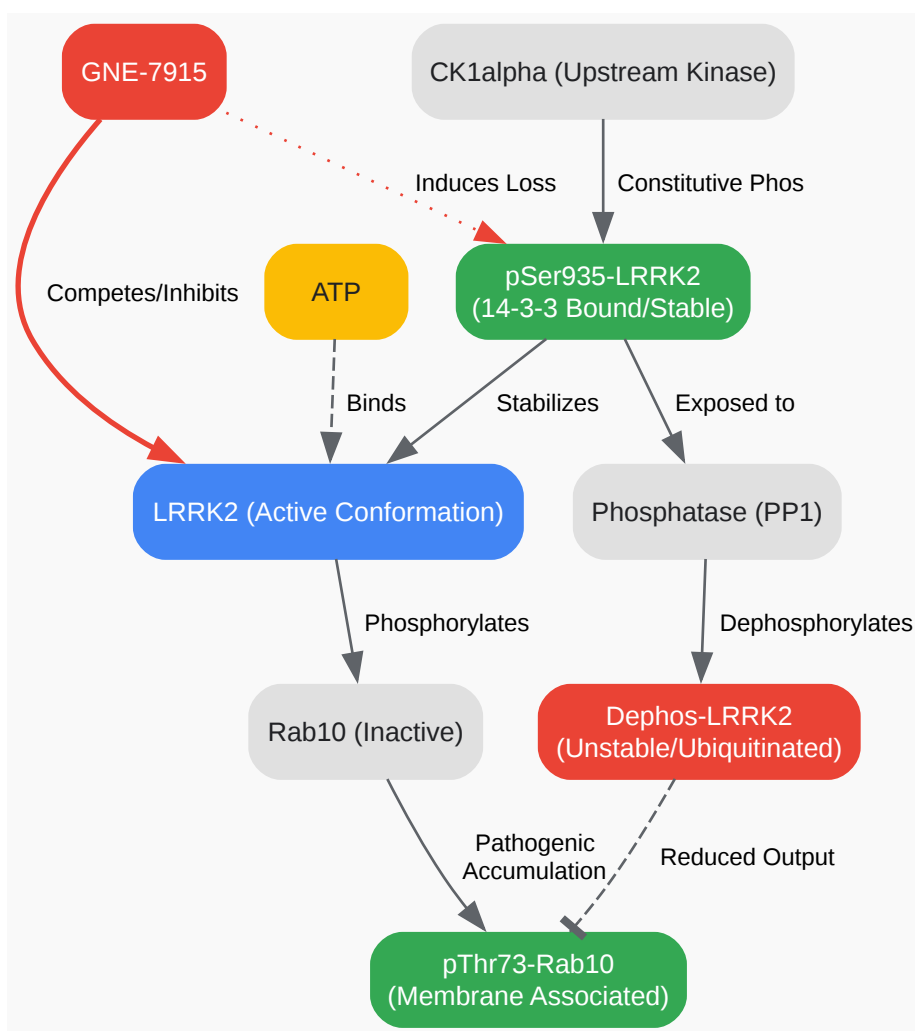 GNE-7915
CK1alpha (Upstream Kinase)
Induces Loss
Constitutive Phos
Competes/Inhibits
ATP
pSer935-LRRK2
(14-3-3 Bound/Stable)
Binds
Stabilizes
Exposed to
LRRK2 (Active Conformation)
Phosphatase (PP1)
Phosphorylates
Dephosphorylates
Rab10 (Inactive)
Dephos-LRRK2
(Unstable/Ubiquitinated)
Pathogenic
Accumulation
Reduced Output
pThr73-Rab10
(Membrane Associated)